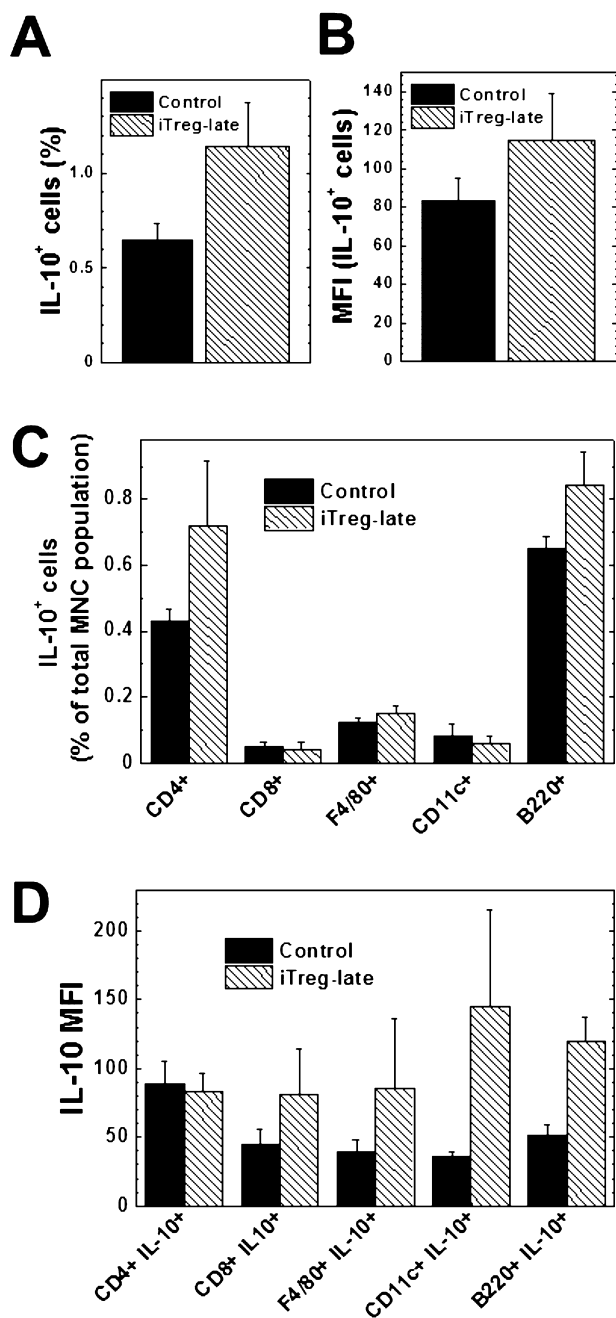 A
Control
iTreg-late
IL-10+ cells (%)
1.0
0.5
0
B
Control
iTreg-late
MFI (IL-10+ cells)
140
120
100
80
60
40
20
0
C
Control
iTreg-late
IL-10+ cells
(% of total MNC population)
0.8
0.6
0.4
0.2
0
CD4+
CD8+
F4/80+
CD11c+
B220+
D
Control
iTreg-late
IL-10 MFI
200
150
100
50
0
CD4+ IL-10+
CD8+ IL10+
F4/80+ IL-10+
CD11c+ IL-10+
B220+ IL-10+